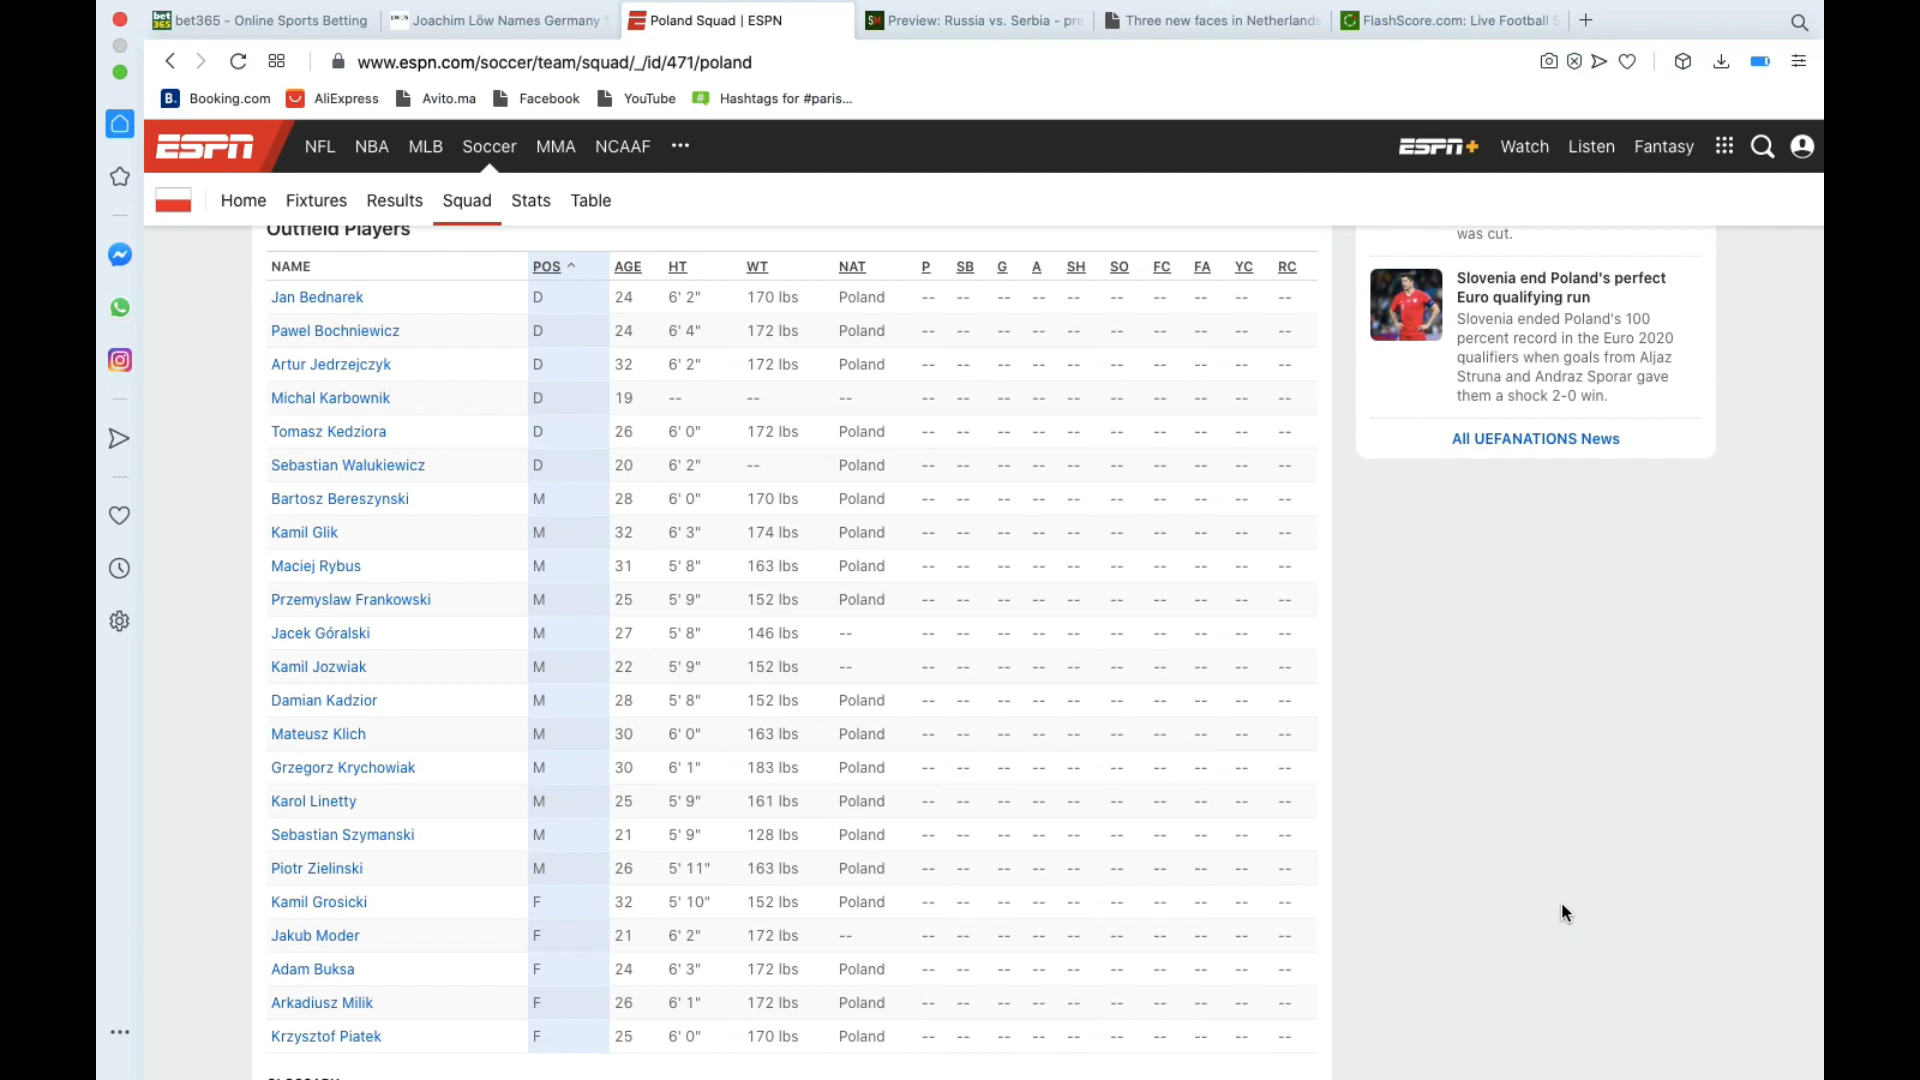 bet365 - Online Sports Betting
Joachim Löw Names Germany S
Poland Squad | ESPN
Preview: Russia vs. Serbia - pre
Three new faces in Netherlands
FlashScore.com: Live Football S
www.espn.com/soccer/team/squad/_/id/471/poland
B. Booking.com AliExpress Avito.ma Facebook YouTube # Hashtags for #paris...
ESPN NFL NBA MLB Soccer MMA NCAAF ••• ESPN+ Watch Listen Fantasy
Home Fixtures Results Squad Stats Table
Outfield Players
NAME POS AGE HT WT NAT P SB G A SH SO FC FA YC RC
Jan Bednarek D 24 6' 2" 170 lbs Poland -- -- -- -- -- -- -- -- -- --
Pawel Bochniewicz D 24 6' 4" 172 lbs Poland -- -- -- -- -- -- -- -- -- --
Artur Jedrzejczyk D 32 6' 2" 172 lbs Poland -- -- -- -- -- -- -- -- -- --
Michal Karbownik D 19 -- -- -- -- -- -- -- -- -- -- -- -- --
Tomasz Kedziora D 26 6' 0" 172 lbs Poland -- -- -- -- -- -- -- -- -- --
Sebastian Walukiewicz D 20 6' 2" -- Poland -- -- -- -- -- -- -- -- -- --
Bartosz Bereszynski M 28 6' 0" 170 lbs Poland -- -- -- -- -- -- -- -- -- --
Kamil Glik M 32 6' 3" 174 lbs Poland -- -- -- -- -- -- -- -- -- --
Maciej Rybus M 31 5' 8" 163 lbs Poland -- -- -- -- -- -- -- -- -- --
Przemyslaw Frankowski M 25 5' 9" 152 lbs Poland -- -- -- -- -- -- -- -- -- --
Jacek Góralski M 27 5' 8" 146 lbs -- -- -- -- -- -- -- -- -- -- --
Kamil Jozwiak M 22 5' 9" 152 lbs -- -- -- -- -- -- -- -- -- -- --
Damian Kadzior M 28 5' 8" 152 lbs Poland -- -- -- -- -- -- -- -- -- --
Mateusz Klich M 30 6' 0" 163 lbs Poland -- -- -- -- -- -- -- -- -- --
Grzegorz Krychowiak M 30 6' 1" 183 lbs Poland -- -- -- -- -- -- -- -- -- --
Karol Linetty M 25 5' 9" 161 lbs Poland -- -- -- -- -- -- -- -- -- --
Sebastian Szymanski M 21 5' 9" 128 lbs Poland -- -- -- -- -- -- -- -- -- --
Piotr Zielinski M 26 5' 11" 163 lbs Poland -- -- -- -- -- -- -- -- -- --
Kamil Grosicki F 32 5' 10" 152 lbs Poland -- -- -- -- -- -- -- -- -- --
Jakub Moder F 21 6' 2" 172 lbs -- -- -- -- -- -- -- -- -- -- --
Adam Buksa F 24 6' 3" 172 lbs Poland -- -- -- -- -- -- -- -- -- --
Arkadiusz Milik F 26 6' 1" 172 lbs Poland -- -- -- -- -- -- -- -- -- --
Krzysztof Piatek F 25 6' 0" 170 lbs Poland -- -- -- -- -- -- -- -- -- --
was cut.
Slovenia end Poland's perfect
Euro qualifying run
Slovenia ended Poland's 100
percent record in the Euro 2020
qualifiers when goals from Aljaz
Struna and Andraz Sporar gave
them a shock 2-0 win.
All UEFANATIONS News